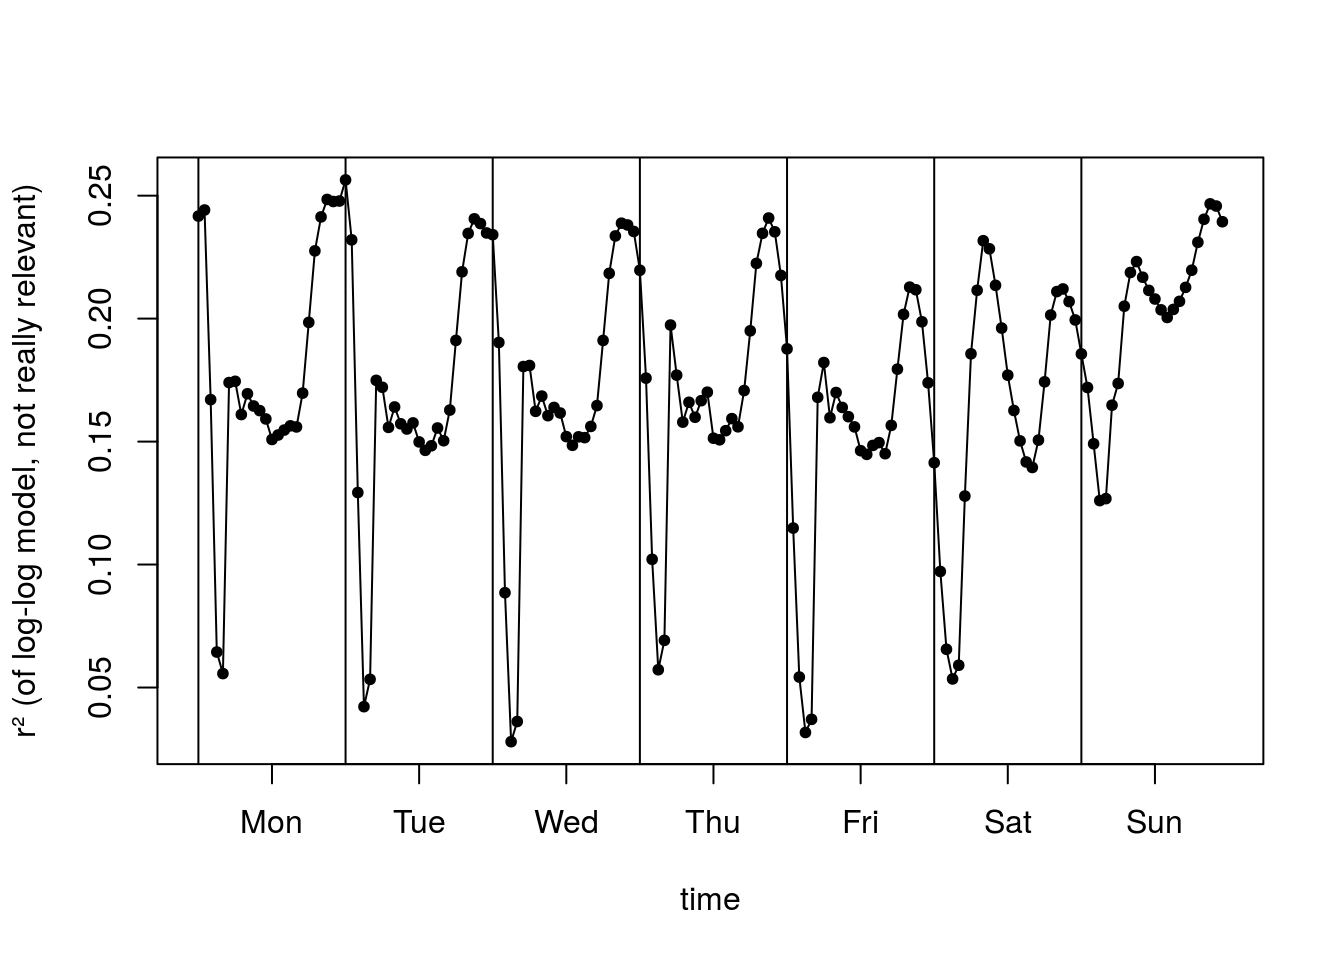 r² (of log-log model, not really relevant)
0.25
0.20
0.15
0.10
0.05
Mon Tue Wed Thu Fri Sat Sun
time